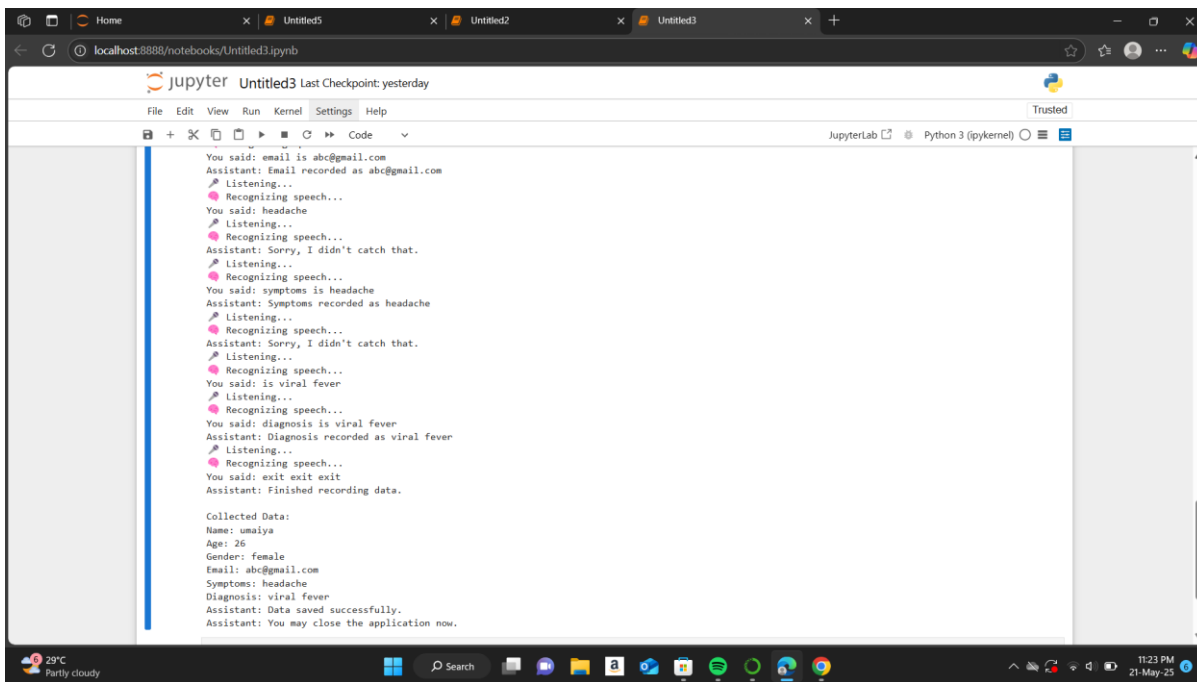 Home
Untitled5
Untitled2
Untitled3
localhost:8888/notebooks/Untitled3.ipynb
jupyter Untitled3 Last Checkpoint: yesterday
File Edit View Run Kernel Settings Help
Trusted
Code
JupyterLab
Python 3 (ipykernel)
You said: email is abc@gmail.com
Assistant: Email recorded as abc@gmail.com
Listening...
Recognizing speech...
You said: headache
Listening...
Recognizing speech...
Assistant: Sorry, I didn't catch that.
Listening...
Recognizing speech...
You said: symptoms is headache
Assistant: Symptoms recorded as headache
Listening...
Recognizing speech...
Assistant: Sorry, I didn't catch that.
Listening...
Recognizing speech...
You said: is viral fever
Listening...
Recognizing speech...
You said: diagnosis is viral fever
Assistant: Diagnosis recorded as viral fever
Listening...
Recognizing speech...
You said: exit exit exit
Assistant: Finished recording data.
Collected Data:
Name: umaiya
Age: 26
Gender: female
Email: abc@gmail.com
Symptoms: headache
Diagnosis: viral fever
Assistant: Data saved successfully.
Assistant: You may close the application now.
6
29°C
Partly cloudy
Search
a
11:23 PM
21-May-25
6